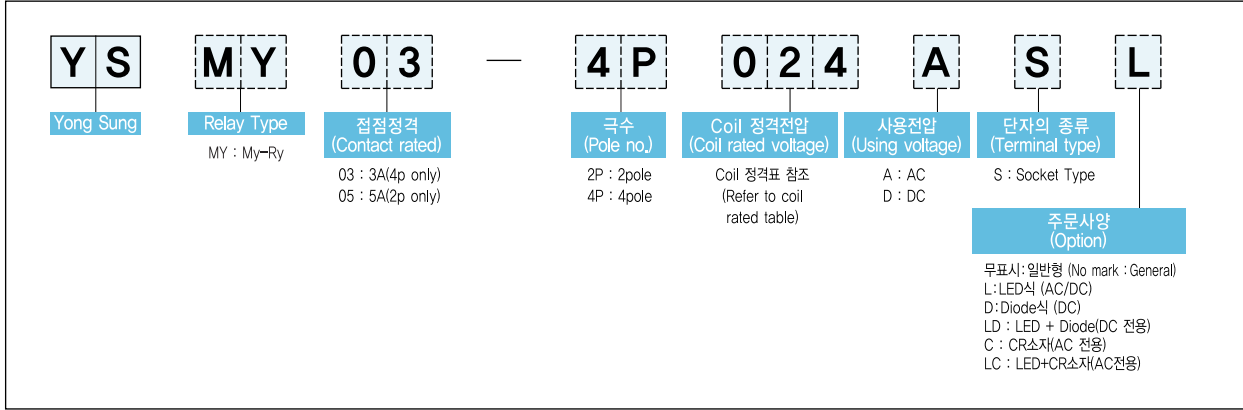 YS MY 03 — 4P 024 A S L
Yong Sung
Relay Type
MY : My-Ry
접점정격
(Contact rated)
03 : 3A(4p only)
05 : 5A(2p only)
극수
(Pole no.)
2P : 2pole
4P : 4pole
Coil 정격전압
(Coil rated voltage)
Coil 정격표 참조
(Refer to coil
rated table)
사용전압
(Using voltage)
A : AC
D : DC
단자의 종류
(Terminal type)
S : Socket Type
주문사양
(Option)
무표시:일반형 (No mark : General)
L:LED식 (AC/DC)
D:Diode식 (DC)
LD : LED + Diode(DC 전용)
C : CR소자(AC 전용)
LC : LED+CR소자(AC전용)